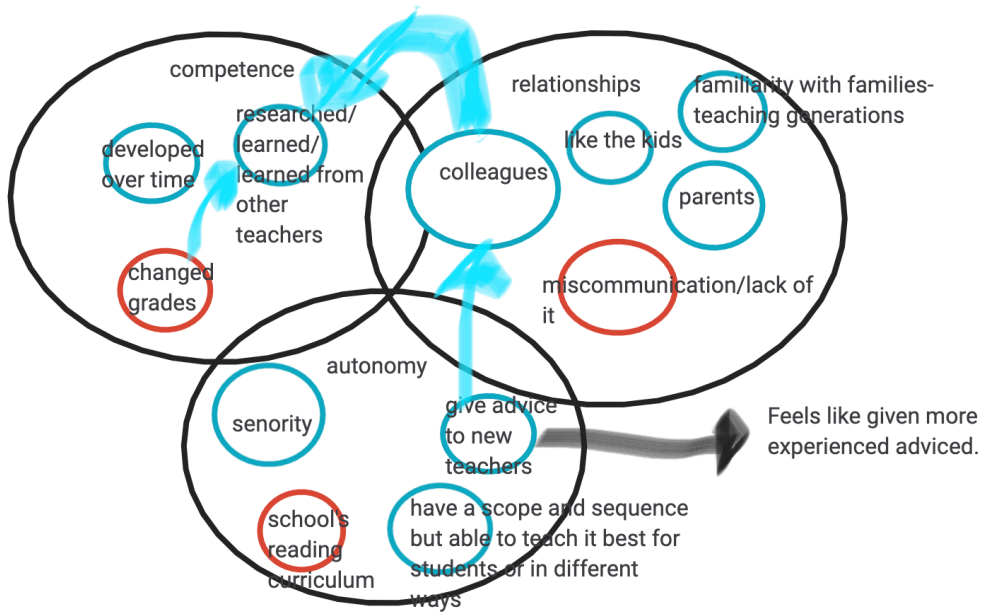 competence
researched/
learned/
learned from
other
teachers
developed
over time
changed
grades
relationships
familiarity with families-
teaching generations
like the kids
colleagues
parents
miscommunication/lack of
it
autonomy
senority
give advice
to new
teachers
Feels like given more
experienced adviced.
school's
reading
curriculum
have a scope and sequence
but able to teach it best for
students or in different
ways